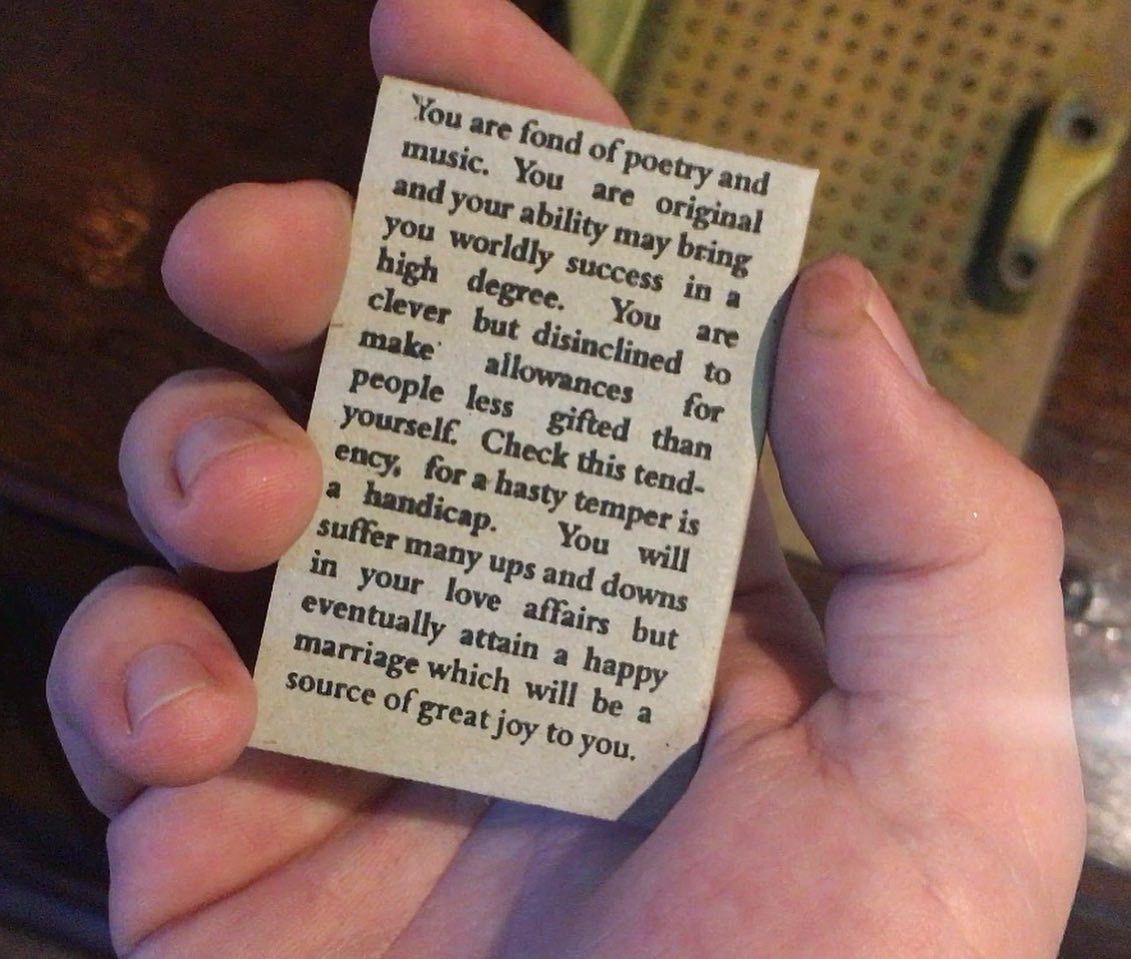 You are fond of poetry and
music. You are original
and your ability may bring
you worldly success in a
high degree. You are
clever but disinclined to
make allowances for
people less gifted than
yourself. Check this tend-
ency, for a hasty temper is
a handicap. You will
suffer many ups and downs
in your love affairs but
eventually attain a happy
marriage which will be a
source of great joy to you.